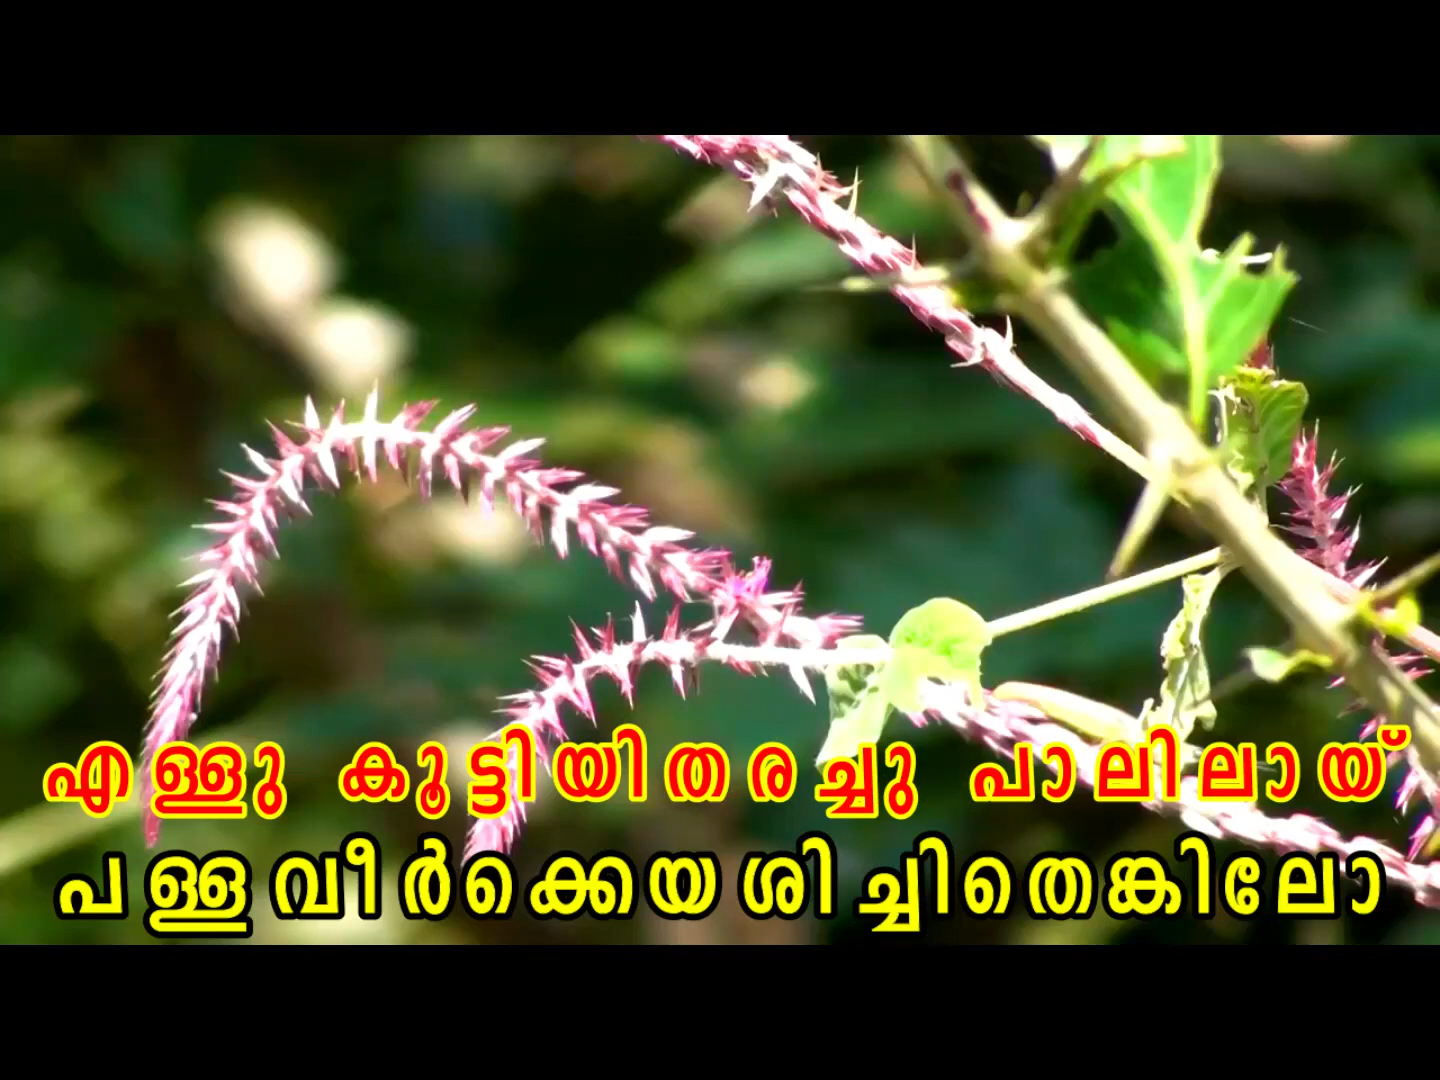 എള്ളു കൂട്ടിയിതരച്ചു പാലിലായ്
പള്ളവീർക്കെയശിച്ചിതെങ്കിലോ